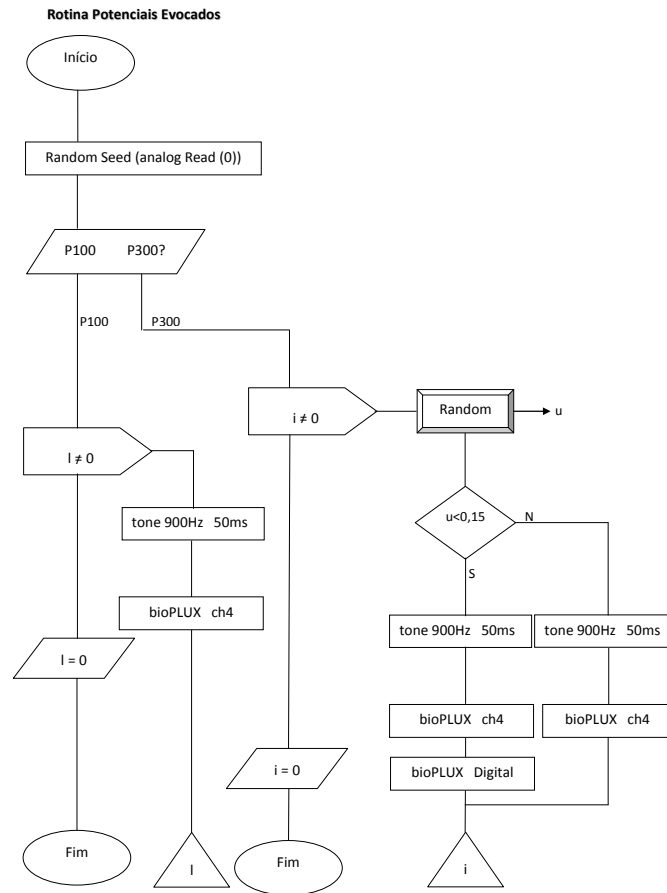 Rotina Potenciais Evocados
Início
Random Seed (analog Read (0))
P100 P300?
P100 P300
i ≠ 0
Random
u
l ≠ 0
tone 900Hz 50ms
u<0,15
N
S
bioPLUX ch4
tone 900Hz 50ms
tone 900Hz 50ms
l = 0
bioPLUX ch4
bioPLUX ch4
i = 0
bioPLUX Digital
Fim
l
Fim
i